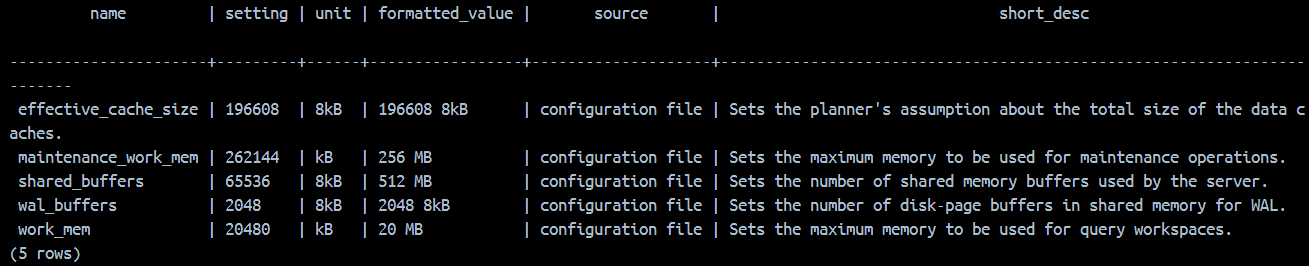 name         | setting | unit | formatted_value |       source       |                              short_desc
---------------------+---------+------+-----------------+--------------------+---------------------------------------------------------------
-------
 effective_cache_size | 196608  | 8kB  | 196608 8kB      | configuration file | Sets the planner's assumption about the total size of the data c
aches.
 maintenance_work_mem | 262144  | kB   | 256 MB          | configuration file | Sets the maximum memory to be used for maintenance operations.
 shared_buffers       | 65536   | 8kB  | 512 MB          | configuration file | Sets the number of shared memory buffers used by the server.
 wal_buffers          | 2048    | 8kB  | 2048 8kB        | configuration file | Sets the number of disk-page buffers in shared memory for WAL.
 work_mem             | 20480   | kB   | 20 MB           | configuration file | Sets the maximum memory to be used for query workspaces.
(5 rows)